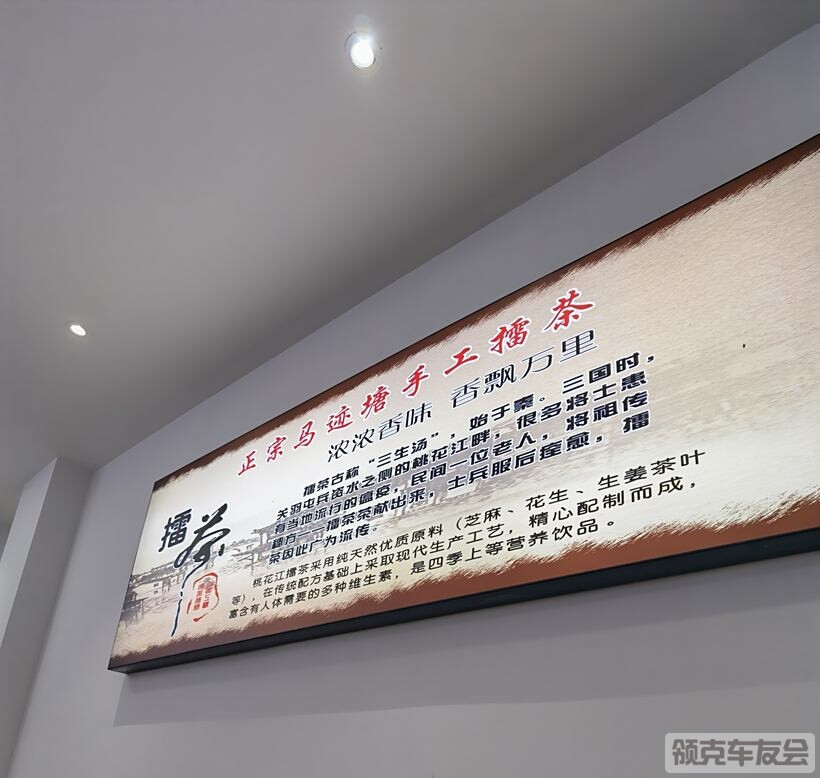 正宗马迹塘手工擂茶
浓浓香味 香飘万里
擂茶古称“三生汤”，始于秦。三国时，
关羽屯兵资水之侧的桃花江畔，很多将士患
有当地流行的瘟疫，民间一位老人，将祖传
擂方——擂茶茶献出来，士兵服后痊愈，擂
茶因此广为流传。
桃花江擂茶采用纯天然优质原料（芝麻、花生、生姜茶叶
等），在传统配方基础上采取现代生产工艺，精心配制而成，
富含有人体需要的多种维生素，是四季上等营养饮品。
擂茶
领克车友会